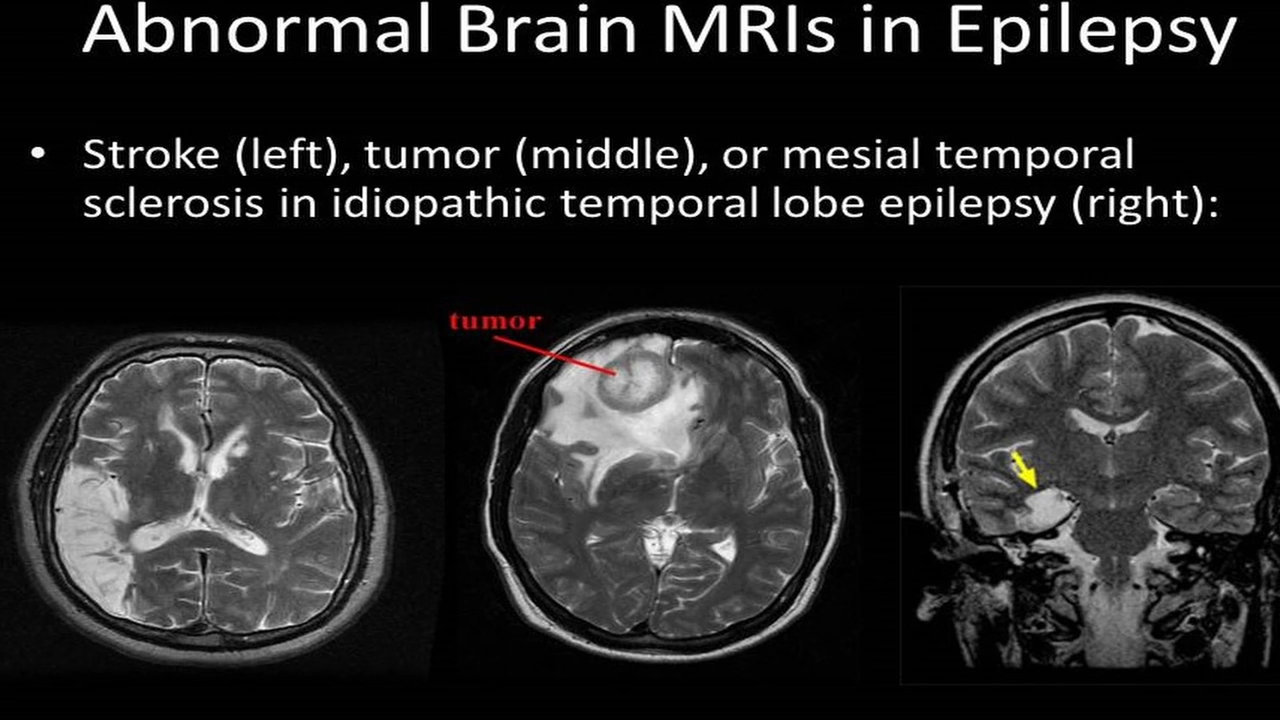 Abnormal Brain MRIs in Epilepsy
• Stroke (left), tumor (middle), or mesial temporal
sclerosis in idiopathic temporal lobe epilepsy (right):
tumor